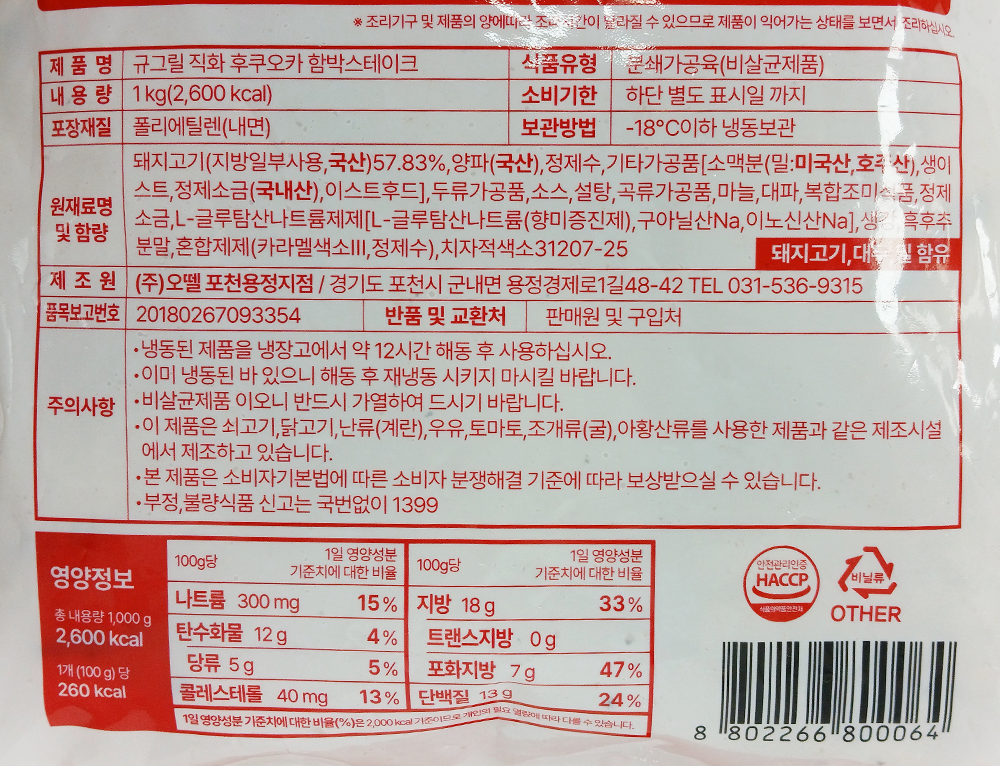 ※ 조리기구 및 제품의 양에따라 조리시간이 달라질 수 있으므로 제품이 익어가는 상태를 보면서 조리하십시오.
제 품 명 규그릴 직화 후쿠오카 함박스테이크 식품유형 분쇄가공육(비살균제품)
내 용 량 1kg(2,600 kcal) 소비기한 하단 별도 표시일 까지
포장재질 폴리에틸렌(내면) 보관방법 -18°C이하 냉동보관
원재료명 및 함량
돼지고기(지방일부사용,국산)57.83%,양파(국산),정제수,기타가공품[소맥분(밀:미국산,호주산),생이
스트,정제소금(국내산),이스트후드],두류가공품,소스,설탕,곡류가공품,마늘,대파,복합조미식품,정제
소금,L-글루탐산나트륨제제[L-글루탐산나트륨(향미증진제),구아닐산Na,이노신산Na],생강,흑후추
분말,혼합제제(카라멜색소III,정제수),치자적색소31207-25
돼지고기,대두,밀 함유
제 조 원 (주)오뗄 포천용정지점 / 경기도 포천시 군내면 용정경제로1길48-42 TEL 031-536-9315
품목보고번호 20180267093354 반품 및 교환처 판매원 및 구입처
주의사항
•냉동된 제품을 냉장고에서 약 12시간 해동 후 사용하십시오.
•이미 냉동된 바 있으니 해동 후 재냉동 시키지 마시킬 바랍니다.
•비살균제품 이오니 반드시 가열하여 드시기 바랍니다.
•이 제품은 쇠고기,닭고기,난류(계란),우유,토마토,조개류(굴),아황산류를 사용한 제품과 같은 제조시설
에서 제조하고 있습니다.
•본 제품은 소비자기본법에 따른 소비자 분쟁해결 기준에 따라 보상받으실 수 있습니다.
•부정,불량식품 신고는 국번없이 1399
영양정보
총 내용량 1,000 g
2,600 kcal
1개 (100 g) 당
260 kcal
100g당 1일 영양성분 기준치에 대한 비율
나트륨 300 mg 15%
탄수화물 12 g 4%
당류 5 g 5%
콜레스테롤 40 mg 13%
100g당 1일 영양성분 기준치에 대한 비율
지방 18 g 33%
트랜스지방 0 g
포화지방 7 g 47%
단백질 13 g 24%
1일 영양성분 기준치에 대한 비율(%)은 2,000 kcal 기준이므로 개인의 필요 열량에 따라 다를 수 있습니다.
안전관리인증
HACCP
식품의약품안전처
비닐류
OTHER
8 802266 800064